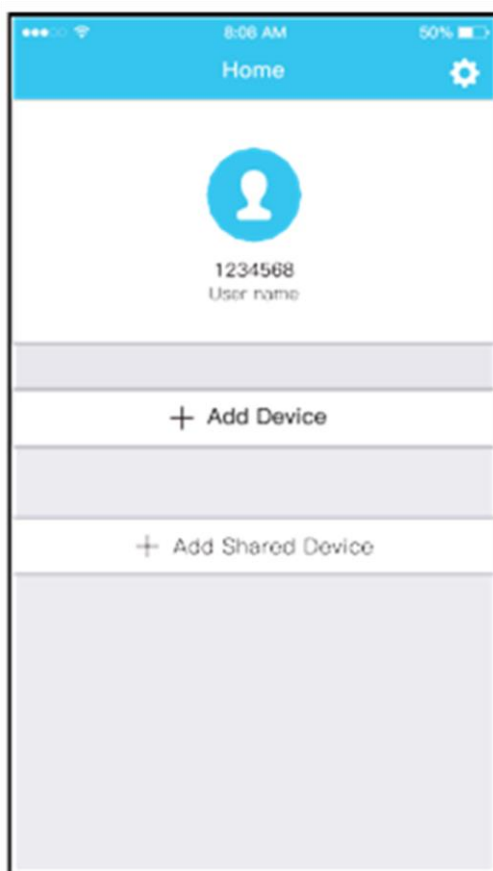 8:08 AM
50%
Home
1234568
User name
+ Add Device
+ Add Shared Device